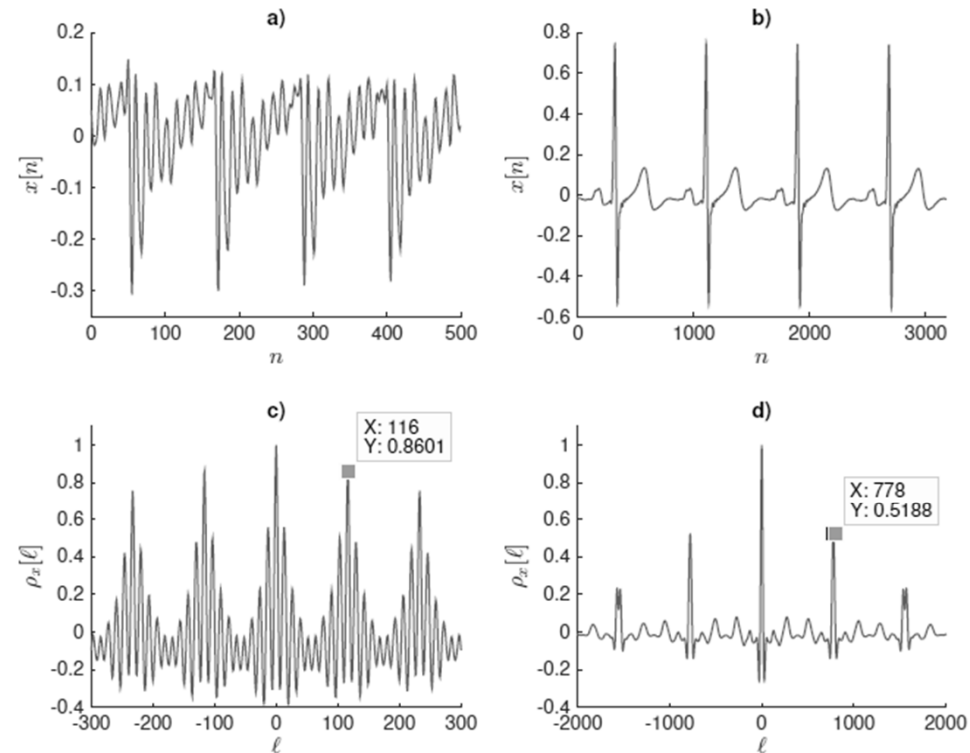 a)
0.2
0.1
0
-0.1
-0.2
-0.3
x[n]
0 100 200 300 400 500
n
b)
0.8
0.6
0.4
0.2
0
-0.2
-0.4
-0.6
x[n]
0 1000 2000 3000
n
c)
X: 116
Y: 0.8601
1
0.8
0.6
0.4
0.2
0
-0.2
-0.4
ρx[ℓ]
-300 -200 -100 0 100 200 300
ℓ
d)
X: 778
Y: 0.5188
1
0.8
0.6
0.4
0.2
0
-0.2
-0.4
ρx[ℓ]
-2000 -1000 0 1000 2000
ℓ